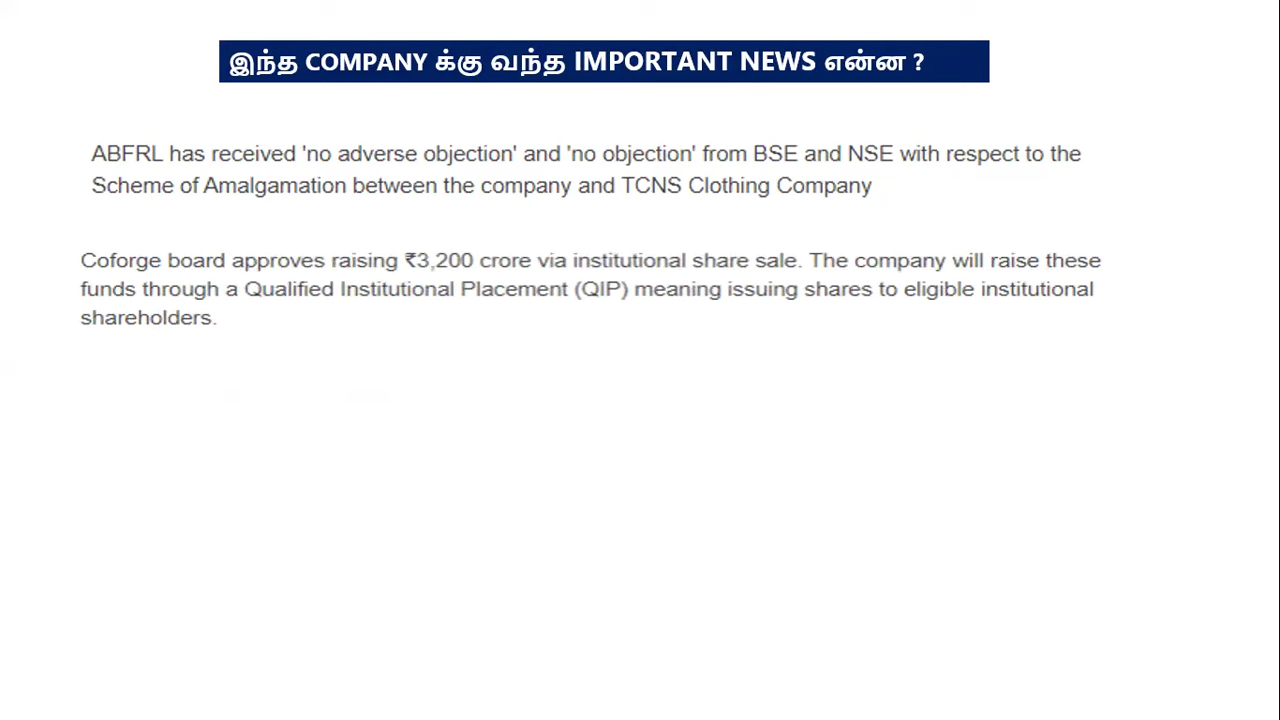 இந்த COMPANY க்கு வந்த IMPORTANT NEWS என்ன ?
ABFRL has received 'no adverse objection' and 'no objection' from BSE and NSE with respect to the
Scheme of Amalgamation between the company and TCNS Clothing Company
Coforge board approves raising ₹3,200 crore via institutional share sale. The company will raise these
funds through a Qualified Institutional Placement (QIP) meaning issuing shares to eligible institutional
shareholders.